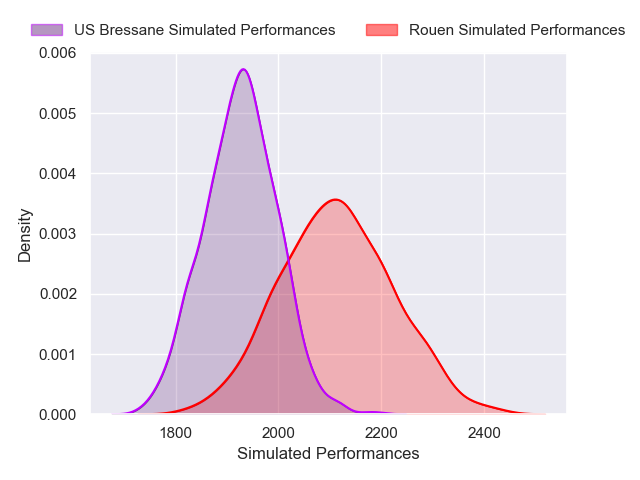 US Bressane Simulated Performances
Rouen Simulated Performances
0.006
0.005
0.004
0.003
0.002
0.001
0.000
Density
1800
2000
2200
2400
Simulated Performances